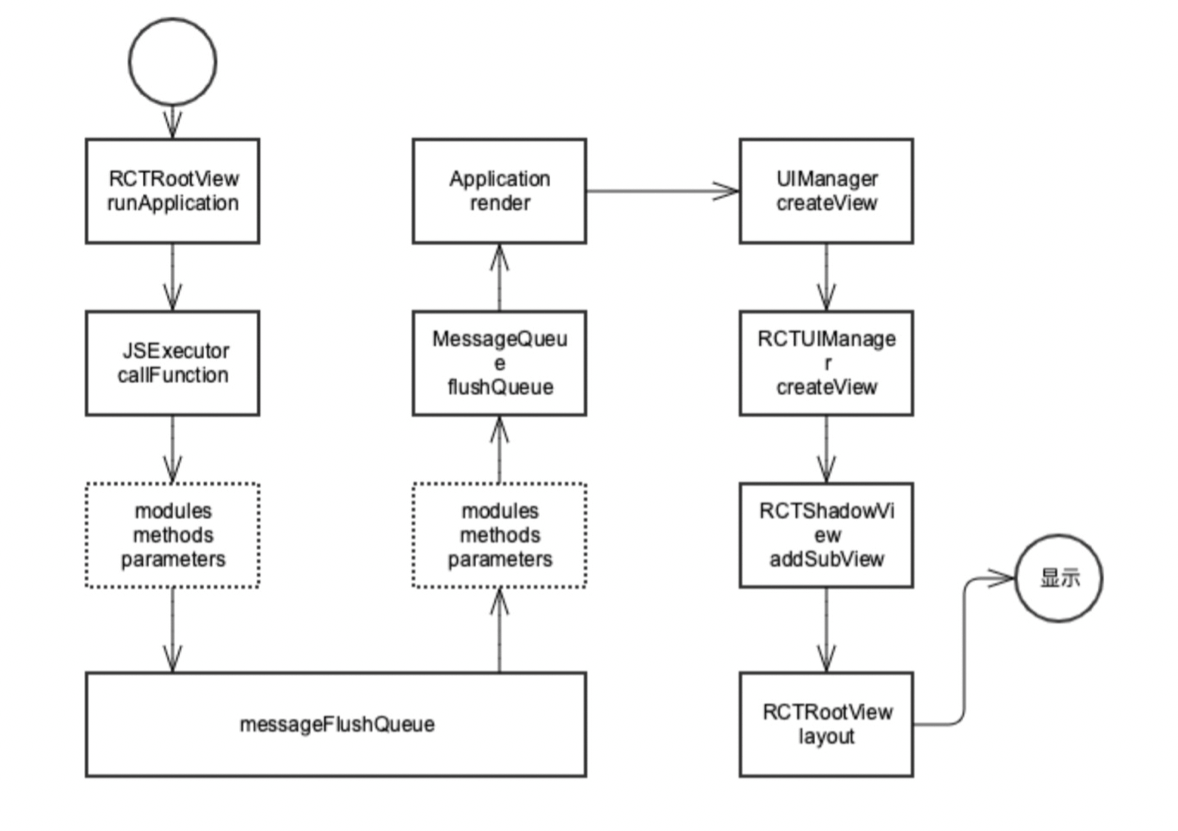 RCTRootView
runApplication
JSExecutor
callFunction
modules
methods
parameters
messageFlushQueue
modules
methods
parameters
MessageQueu
e
flushQueue
Application
render
UIManager
createView
RCTUIManage
r
createView
RCTShadowVi
ew
addSubView
RCTRootView
layout
显示